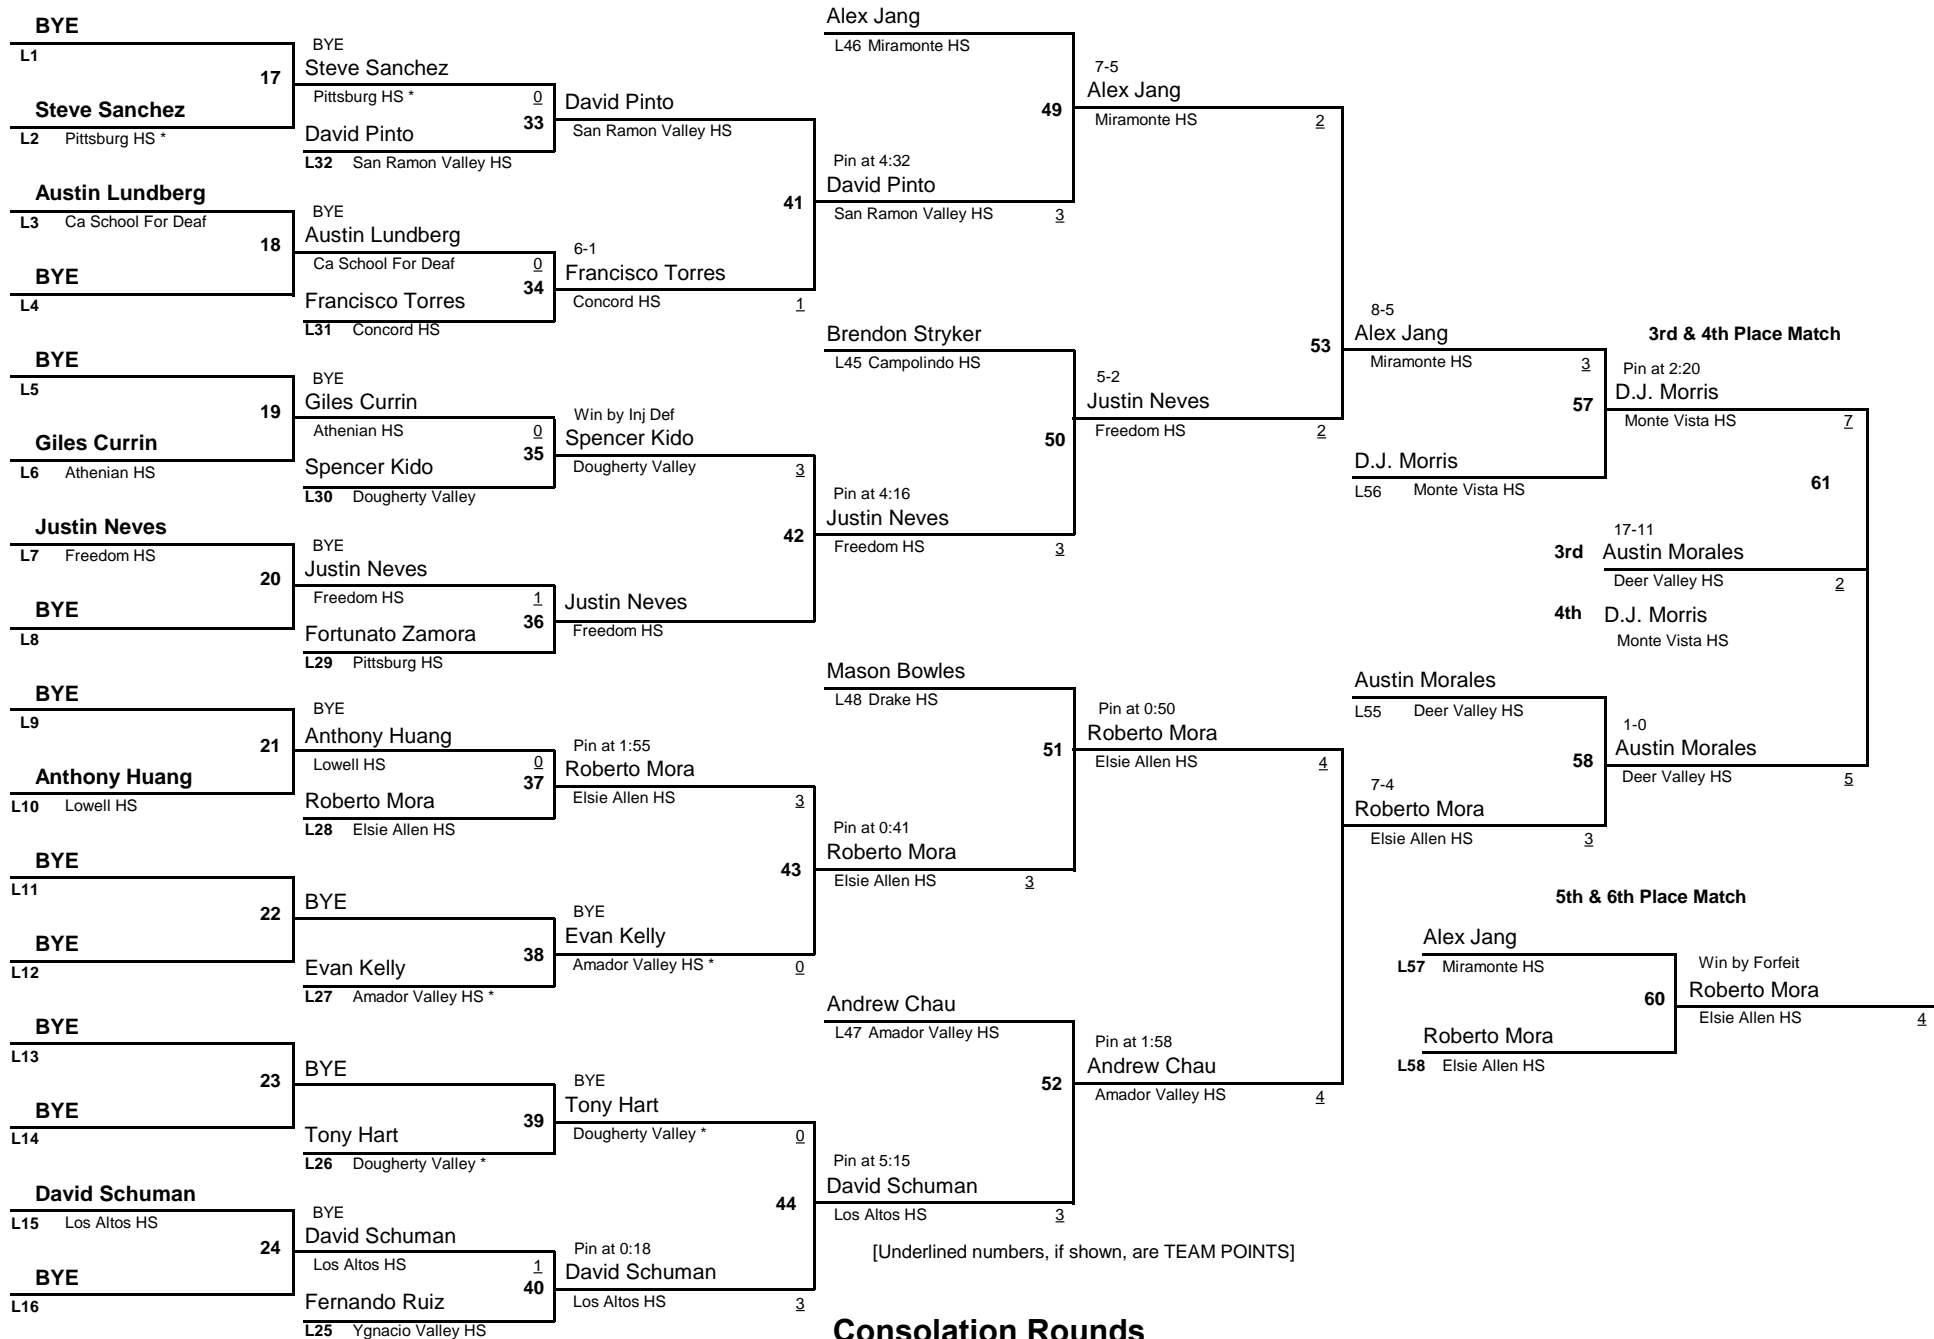 BYE
L1
17
Steve Sanchez
L2 Pittsburg HS *
Austin Lundberg
L3 Ca School For Deaf
18
BYE
L4
BYE
L5
19
Giles Currin
L6 Athenian HS
Justin Neves
L7 Freedom HS
20
BYE
L8
BYE
L9
21
Anthony Huang
L10 Lowell HS
BYE
L11
22
BYE
L12
BYE
L13
23
BYE
L14
David Schuman
L15 Los Altos HS
24
BYE
L16
BYE
Steve Sanchez
Pittsburg HS * 0
33
David Pinto
L32 San Ramon Valley HS
BYE
Austin Lundberg
Ca School For Deaf 0
34
Francisco Torres
L31 Concord HS
BYE
Giles Currin
Athenian HS 0
35
Spencer Kido
L30 Dougherty Valley
BYE
Justin Neves
Freedom HS 1
36
Fortunato Zamora
L29 Pittsburg HS
BYE
Anthony Huang
Lowell HS 0
37
Roberto Mora
L28 Elsie Allen HS
BYE
38
Evan Kelly
L27 Amador Valley HS *
BYE
39
Tony Hart
L26 Dougherty Valley *
BYE
David Schuman
Los Altos HS 1
40
Fernando Ruiz
L25 Ygnacio Valley HS
David Pinto
San Ramon Valley HS
41
6-1
Francisco Torres
Concord HS 1
Win by Inj Def
Spencer Kido
Dougherty Valley 3
42
Justin Neves
Freedom HS
Pin at 1:55
Roberto Mora
Elsie Allen HS 3
43
BYE
Evan Kelly
Amador Valley HS * 0
BYE
Tony Hart
Dougherty Valley * 0
44
Pin at 0:18
David Schuman
Los Altos HS 3
Alex Jang
L46 Miramonte HS
49
Pin at 4:32
David Pinto
San Ramon Valley HS 3
Brendon Stryker
L45 Campolindo HS
50
Pin at 4:16
Justin Neves
Freedom HS 3
Mason Bowles
L48 Drake HS
51
Pin at 0:41
Roberto Mora
Elsie Allen HS 3
Andrew Chau
L47 Amador Valley HS
52
Pin at 5:15
David Schuman
Los Altos HS 3
[Underlined numbers, if shown, are TEAM POINTS]
Consolation Rounds
7-5
Alex Jang
Miramonte HS 2
53
5-2
Justin Neves
Freedom HS 2
Pin at 0:50
Roberto Mora
Elsie Allen HS 4
Pin at 1:58
Andrew Chau
Amador Valley HS 4
8-5
Alex Jang
Miramonte HS 3
57
D.J. Morris
L56 Monte Vista HS
Austin Morales
L55 Deer Valley HS
58
7-4
Roberto Mora
Elsie Allen HS 3
3rd & 4th Place Match
Pin at 2:20
D.J. Morris
Monte Vista HS 7
61
17-11
3rd Austin Morales
Deer Valley HS 2
4th D.J. Morris
Monte Vista HS
1-0
Austin Morales
Deer Valley HS 5
5th & 6th Place Match
Alex Jang
L57 Miramonte HS
60
Roberto Mora
L58 Elsie Allen HS
Win by Forfeit
Roberto Mora
Elsie Allen HS 4